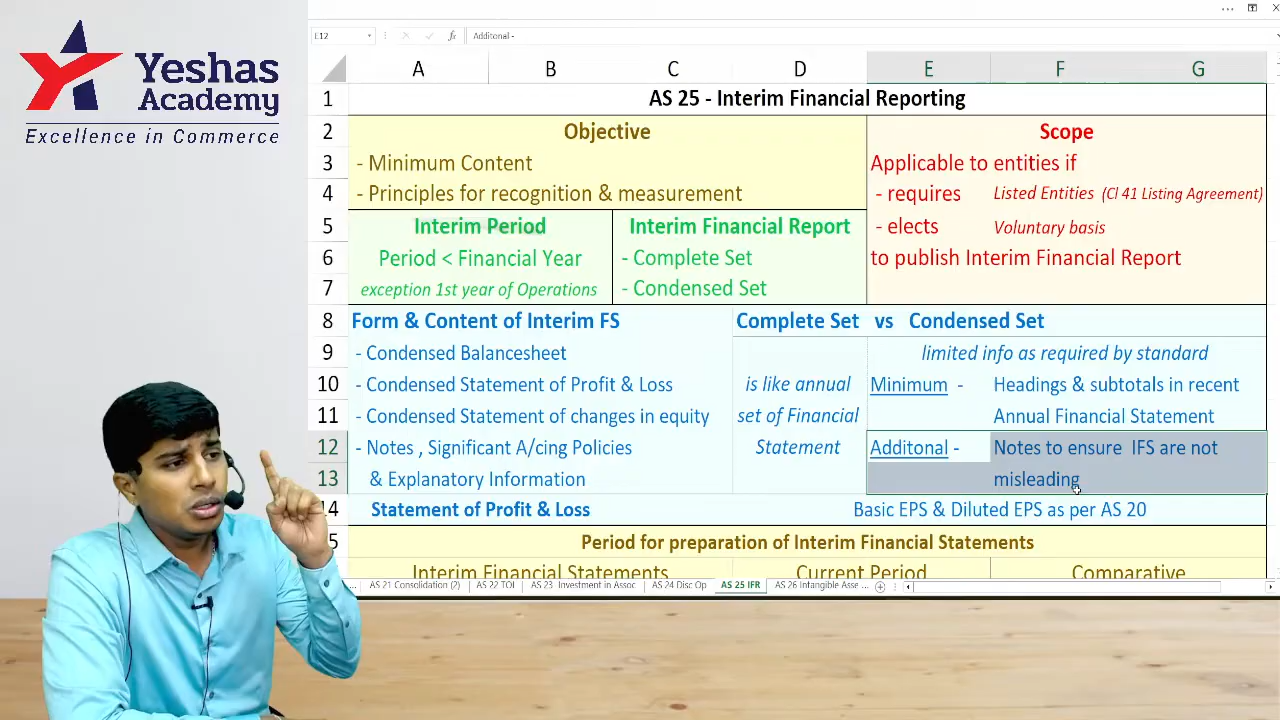 Yeshas
Academy
Excellence in Commerce
E12
fx
Additonal -
A B C D E F G
1 AS 25 - Interim Financial Reporting
2 Objective Scope
3 - Minimum Content Applicable to entities if
4 - Principles for recognition & measurement - requires Listed Entities (Cl 41 Listing Agreement)
5 Interim Period Interim Financial Report - elects Voluntary basis
6 Period < Financial Year - Complete Set to publish Interim Financial Report
7 exception 1st year of Operations - Condensed Set
8 Form & Content of Interim FS Complete Set vs Condensed Set
9 - Condensed Balancesheet limited info as required by standard
10 - Condensed Statement of Profit & Loss is like annual Minimum - Headings & subtotals in recent
11 - Condensed Statement of changes in equity set of Financial Annual Financial Statement
12 - Notes , Significant A/cing Policies Statement Additonal - Notes to ensure IFS are not
13 & Explanatory Information misleading
14 Statement of Profit & Loss Basic EPS & Diluted EPS as per AS 20
5 Period for preparation of Interim Financial Statements
Interim Financial Statements Current Period Comparative
... AS 21 Consolidation (2) AS 22 TOI AS 23 Investment in Assoc AS 24 Disc Op AS 25 IFR AS 26 Intangible Asse ...